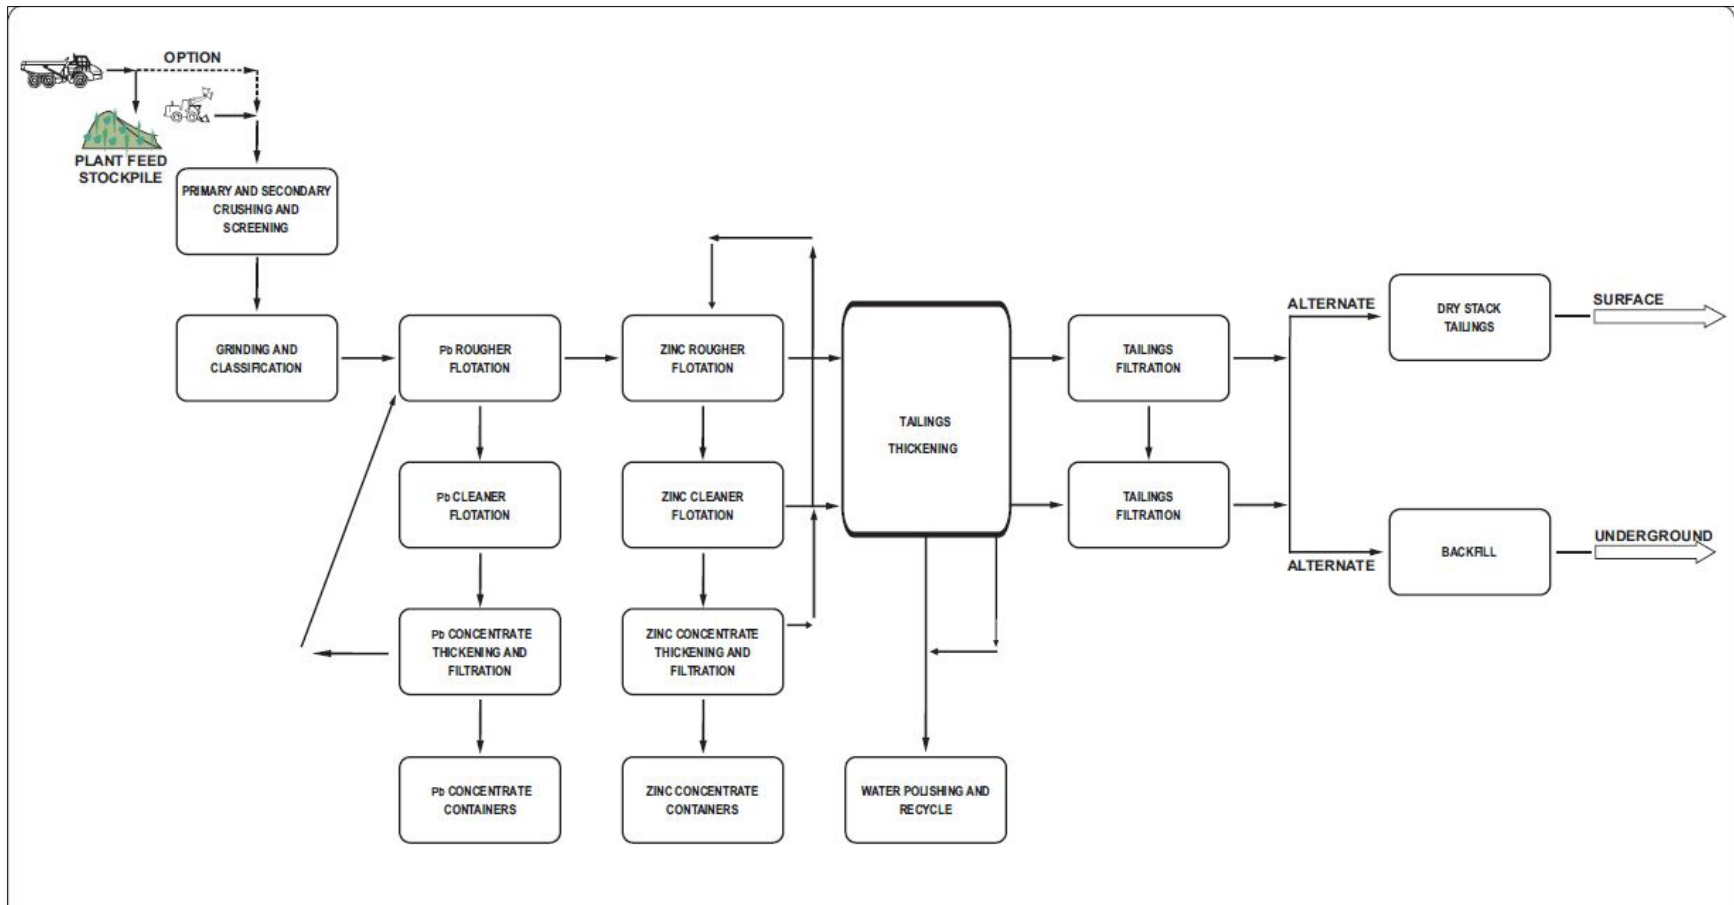 OPTION
PLANT FEED
STOCKPILE
PRIMARY AND SECONDARY
CRUSHING AND
SCREENING
GRINDING AND
CLASSIFICATION
Pb ROUGHER
FLOTATION
ZINC ROUGHER
FLOTATION
TAILINGS
THICKENING
TAILINGS
FILTRATION
ALTERNATE
DRY STACK
TAILINGS
SURFACE
Pb CLEANER
FLOTATION
ZINC CLEANER
FLOTATION
TAILINGS
FILTRATION
ALTERNATE
BACKFILL
UNDERGROUND
Pb CONCENTRATE
THICKENING AND
FILTRATION
ZINC CONCENTRATE
THICKENING AND
FILTRATION
Pb CONCENTRATE
CONTAINERS
ZINC CONCENTRATE
CONTAINERS
WATER POLISHING AND
RECYCLE